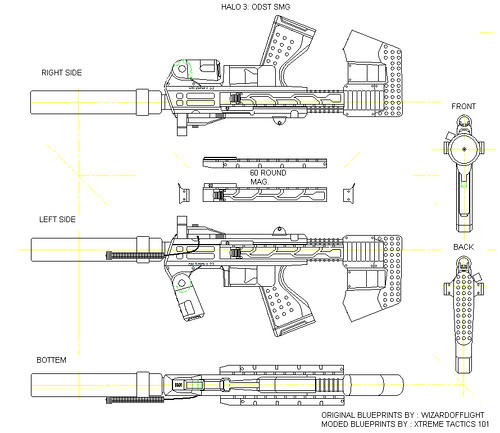 HALO 3: ODST SMG
RIGHT SIDE
FRONT
60 ROUND
MAG.
LEFT SIDE
BACK
BOTTEM
ORIGINAL BLUEPRINTS BY : WIZARDOFFLIGHT
MODED BLUEPRINTS BY : XTREME TACTICS 101